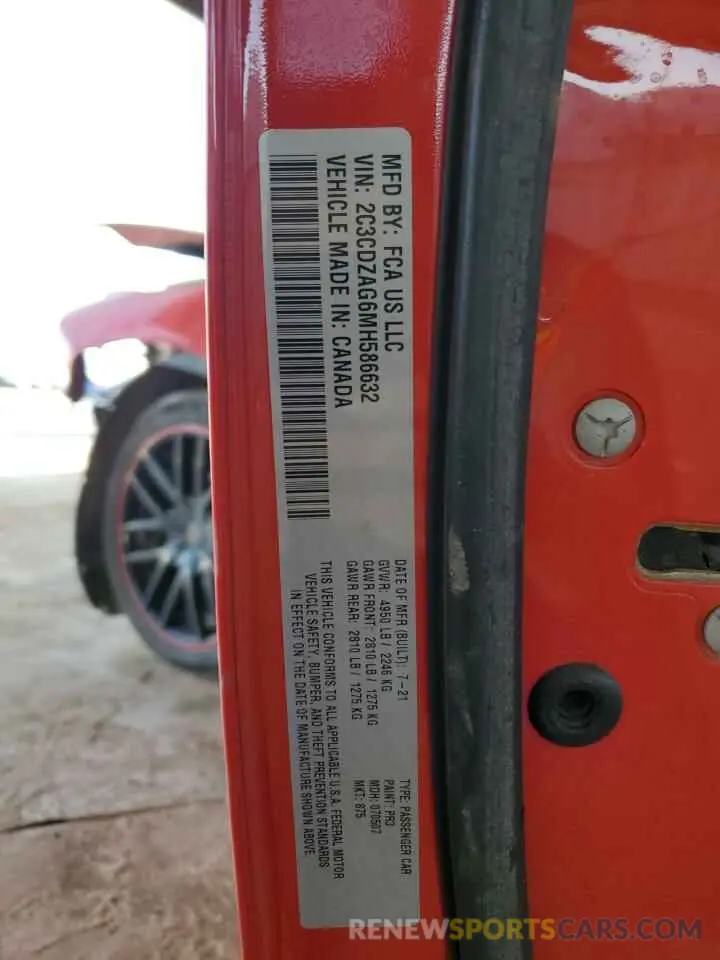 MFD BY: FCA US LLC
VIN: 2C3CDZAG6MH586632
VEHICLE MADE IN: CANADA
DATE OF MFR (BUILT): 7-21
GVWR: 4950 LB / 2246 KG
GAWR FRONT: 2810 LB / 1275 KG
GAWR REAR: 2810 LB / 1275 KG
TYPE: PASSENGER CAR
PAINT: PR3
MDH: 070507
MKT: 875
THIS VEHICLE CONFORMS TO ALL APPLICABLE U.S.A. FEDERAL MOTOR
VEHICLE SAFETY, BUMPER, AND THEFT PREVENTION STANDARDS
IN EFFECT ON THE DATE OF MANUFACTURE SHOWN ABOVE.
RENEWSPORTSCARS.COM